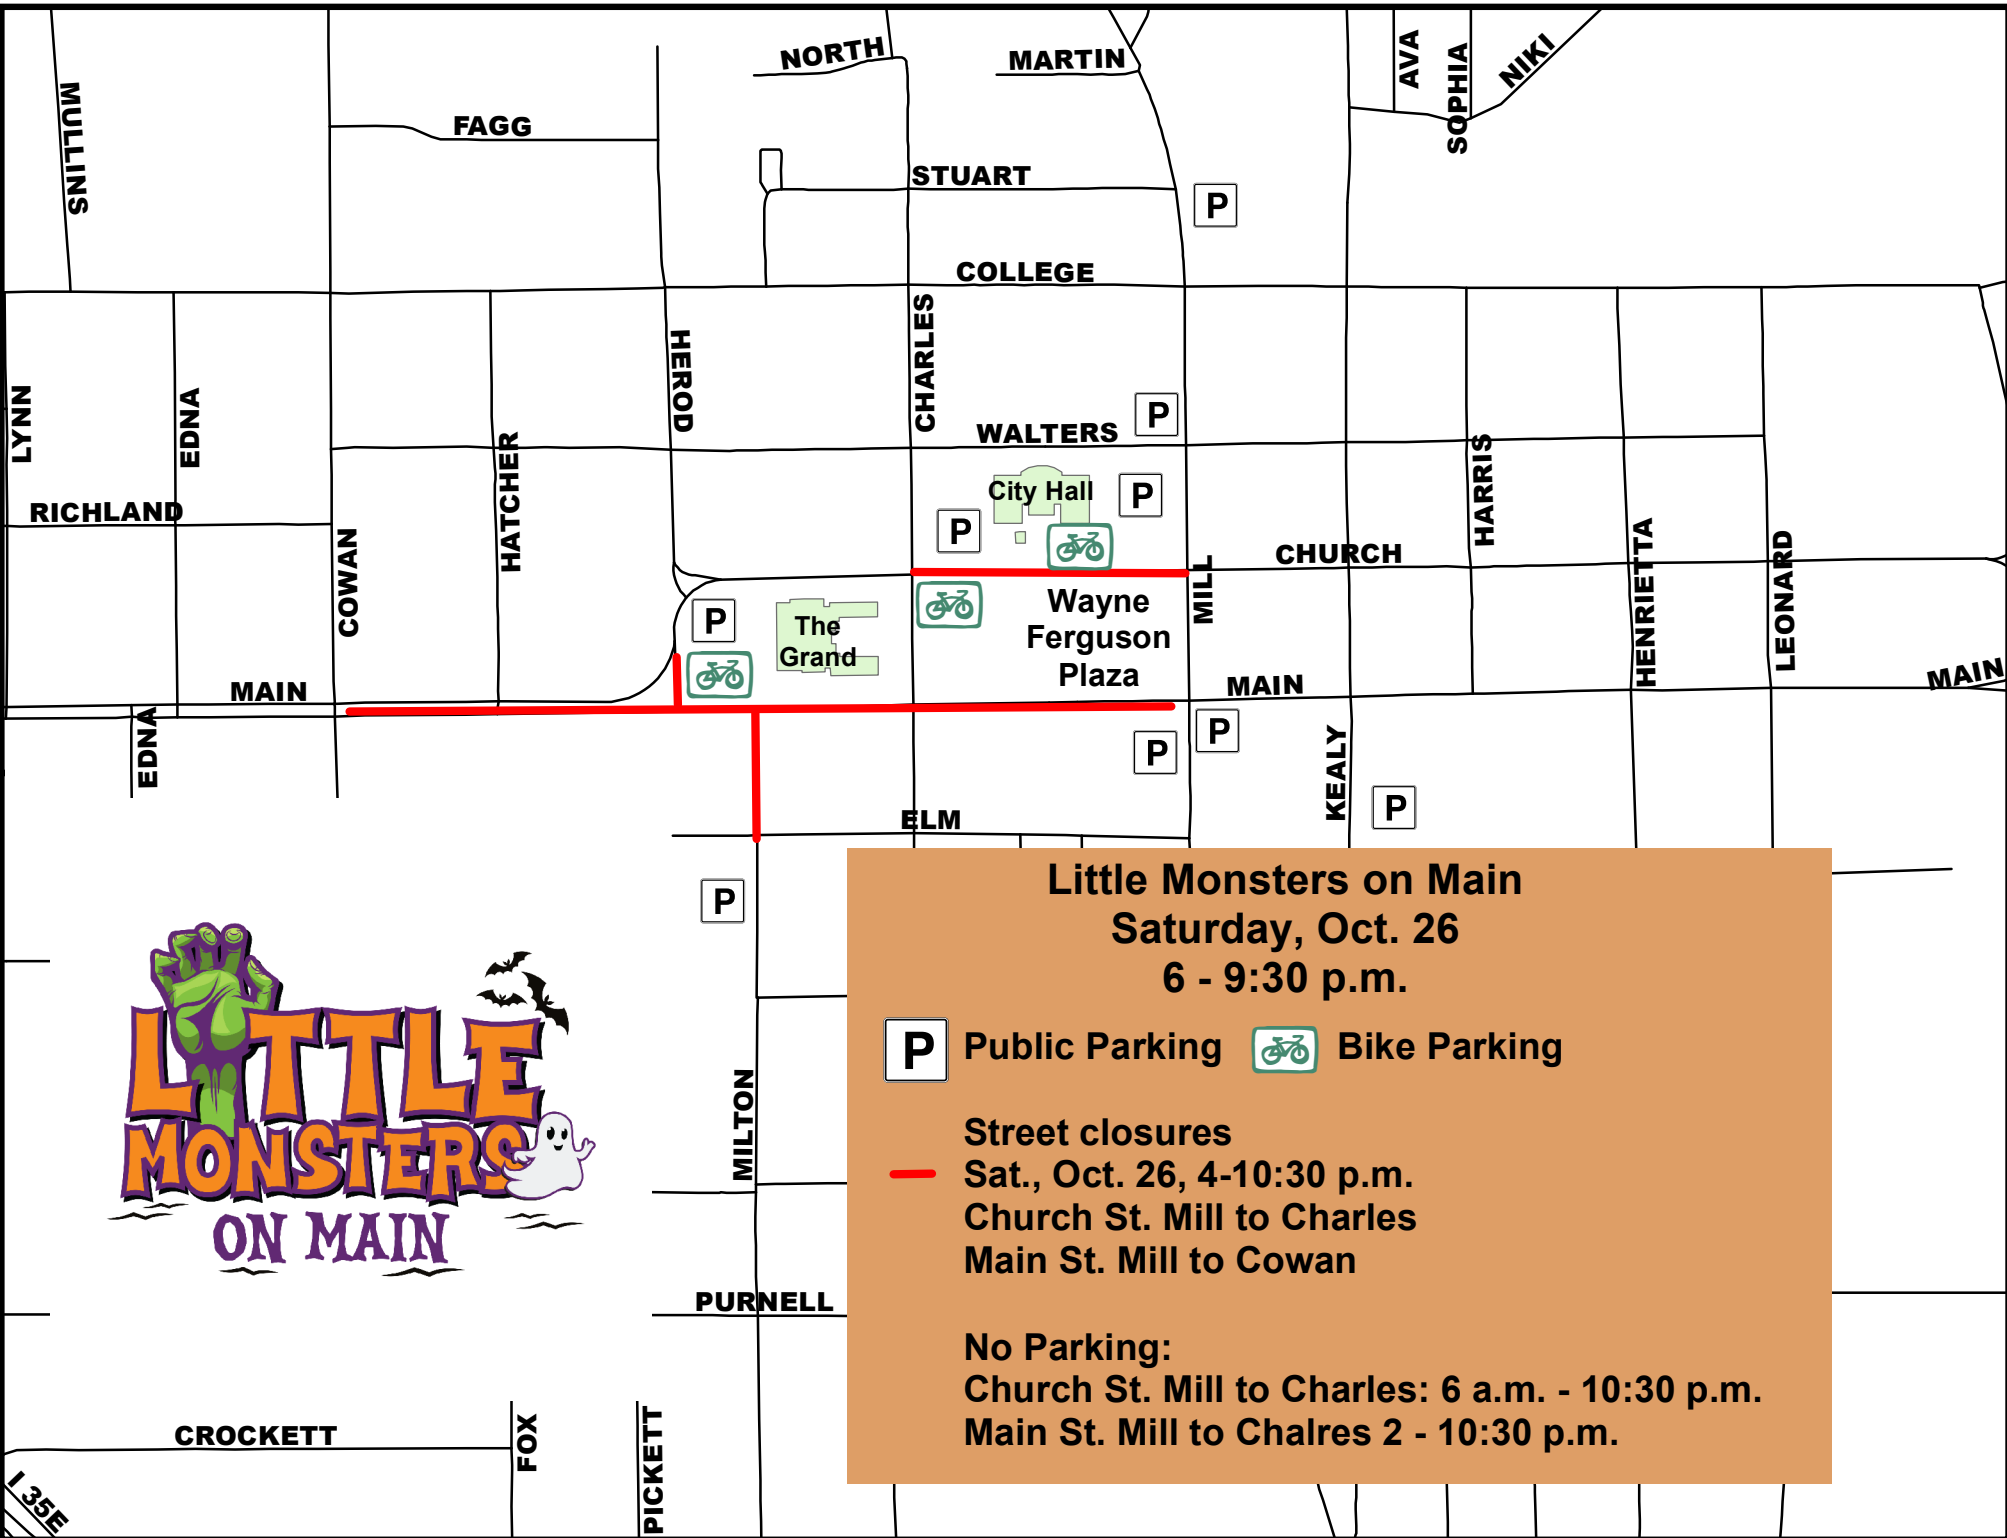 NORTH
MARTIN
AVA
SOPHIA
NIKI
MULLINS
FAGG
STUART
P
COLLEGE
LYNN
EDNA
HEROD
CHARLES
P
WALTERS
HATCHER
HARRIS
City Hall
P
RICHLAND
P
COWAN
CHURCH
MILL
HENRIETTA
LEONARD
P
The
Grand
Wayne
Ferguson
Plaza
MAIN
MAIN
MAIN
EDNA
P
P
KEALY
P
ELM
P
Little Monsters on Main
Saturday, Oct. 26
6 - 9:30 p.m.
P Public Parking Bike Parking
Street closures
Sat., Oct. 26, 4-10:30 p.m.
Church St. Mill to Charles
Main St. Mill to Cowan
No Parking:
Church St. Mill to Charles: 6 a.m. - 10:30 p.m.
Main St. Mill to Chalres 2 - 10:30 p.m.
LITTLE
MONSTERS
ON MAIN
MILTON
PURNELL
CROCKETT
FOX
PICKETT
I 35E